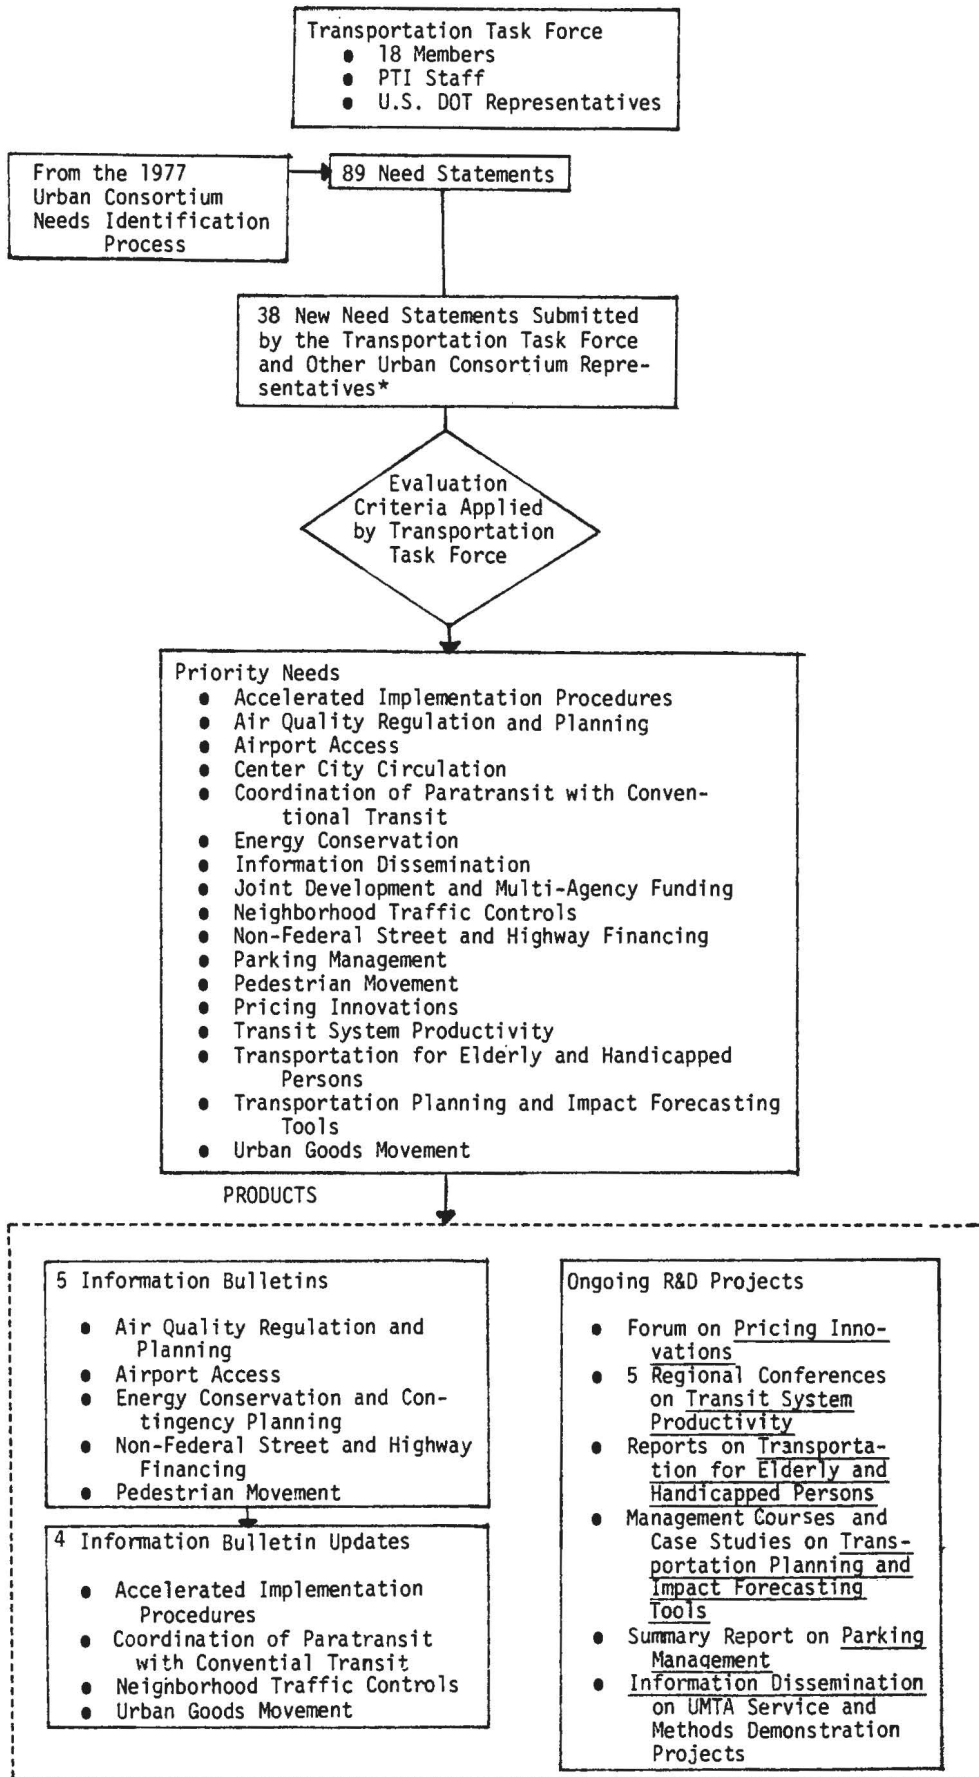 Transportation Task Force
● 18 Members
● PTI Staff
● U.S. DOT Representatives
From the 1977
Urban Consortium
Needs Identification
Process
89 Need Statements
38 New Need Statements Submitted
by the Transportation Task Force
and Other Urban Consortium Repre-
sentatives*
Evaluation
Criteria Applied
by Transportation
Task Force
Priority Needs
● Accelerated Implementation Procedures
● Air Quality Regulation and Planning
● Airport Access
● Center City Circulation
● Coordination of Paratransit with Conven-
tional Transit
● Energy Conservation
● Information Dissemination
● Joint Development and Multi-Agency Funding
● Neighborhood Traffic Controls
● Non-Federal Street and Highway Financing
● Parking Management
● Pedestrian Movement
● Pricing Innovations
● Transit System Productivity
● Transportation for Elderly and Handicapped
Persons
● Transportation Planning and Impact Forecasting
Tools
● Urban Goods Movement
PRODUCTS
5 Information Bulletins
● Air Quality Regulation and
Planning
● Airport Access
● Energy Conservation and Con-
tingency Planning
● Non-Federal Street and Highway
Financing
● Pedestrian Movement
4 Information Bulletin Updates
● Accelerated Implementation
Procedures
● Coordination of Paratransit
with Convential Transit
● Neighborhood Traffic Controls
● Urban Goods Movement
Ongoing R&D Projects
● Forum on Pricing Inno-
vations
● 5 Regional Conferences
on Transit System
Productivity
● Reports on Transporta-
tion for Elderly and
Handicapped Persons
● Management Courses and
Case Studies on Trans-
portation Planning and
Impact Forecasting
Tools
● Summary Report on Parking
Management
● Information Dissemination
on UMTA Service and
Methods Demonstration
Projects